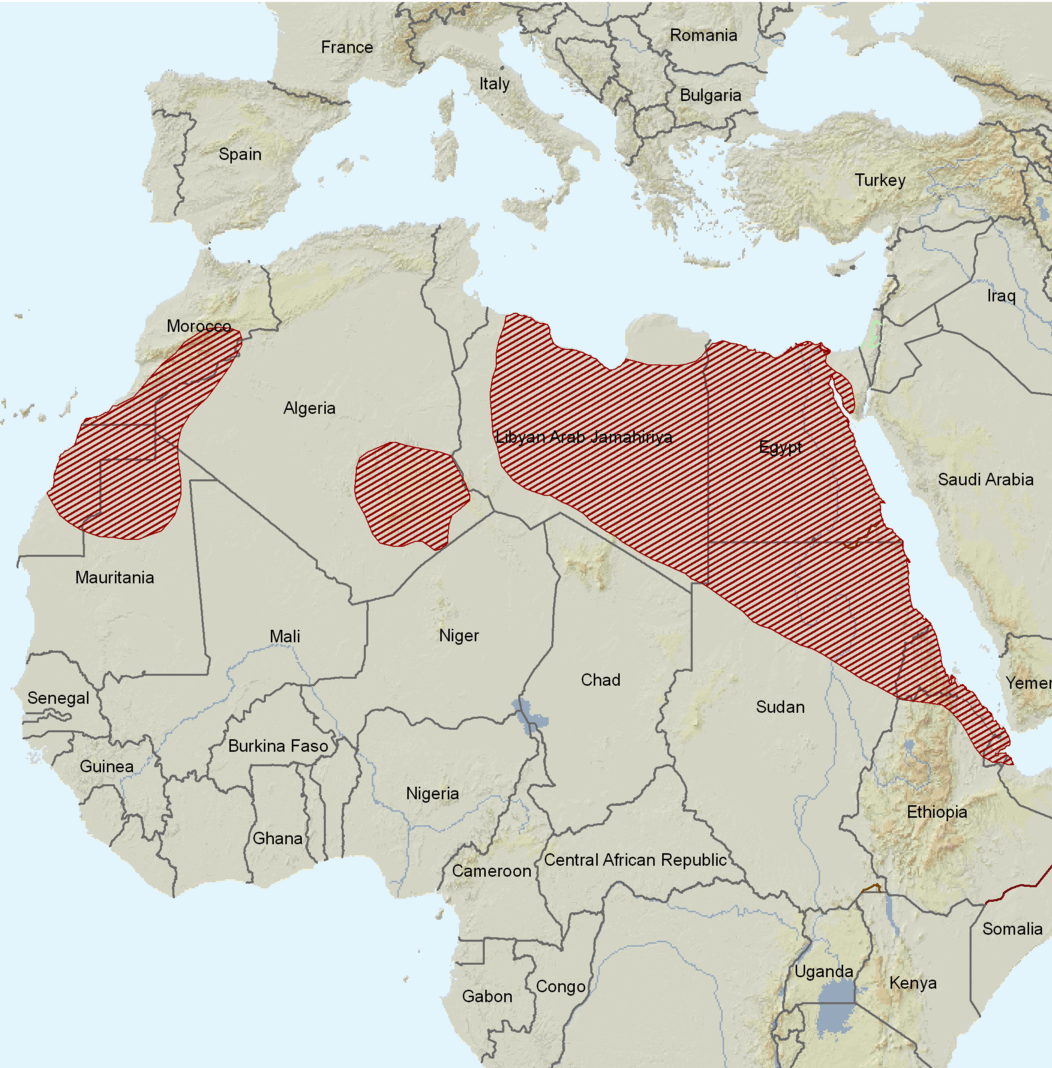 France
Romania
Italy
Bulgaria
Spain
Turkey
Iraq
Morocco
Algeria
Libyan Arab Jamahiriya
Egypt
Saudi Arabia
Mauritania
Mali
Niger
Chad
Yemen
Senegal
Sudan
Burkina Faso
Guinea
Nigeria
Ethiopia
Ghana
Central African Republic
Cameroon
Somalia
Uganda
Kenya
Congo
Gabon